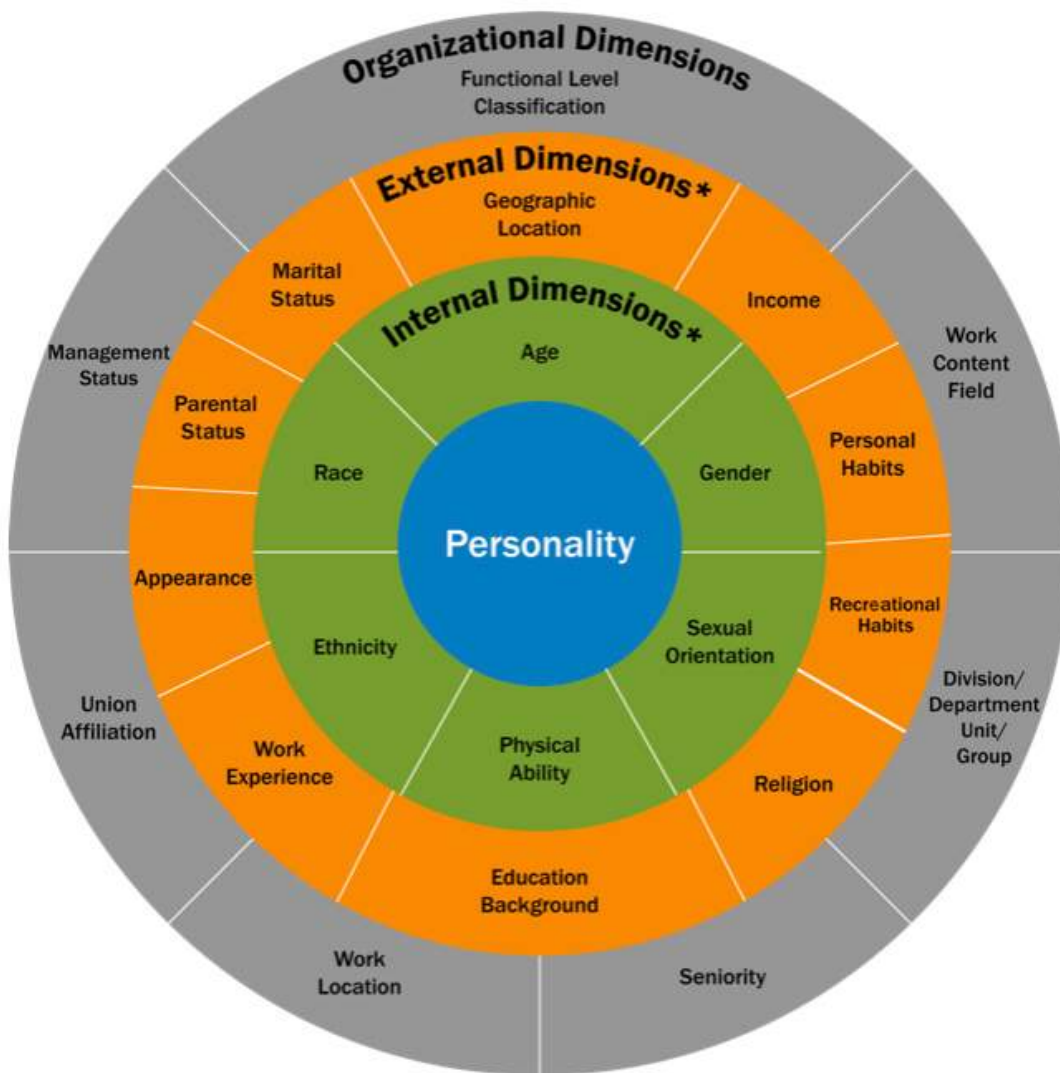 Organizational Dimensions
Functional Level
Classification
External Dimensions*
Geographic
Location
Internal Dimensions*
Age
Marital
Status
Income
Management
Status
Work
Content
Field
Parental
Status
Personal
Habits
Race
Gender
Personality
Appearance
Recreational
Habits
Ethnicity
Sexual
Orientation
Union
Affiliation
Division/
Department
Unit/
Group
Work
Experience
Physical
Ability
Religion
Education
Background
Work
Location
Seniority